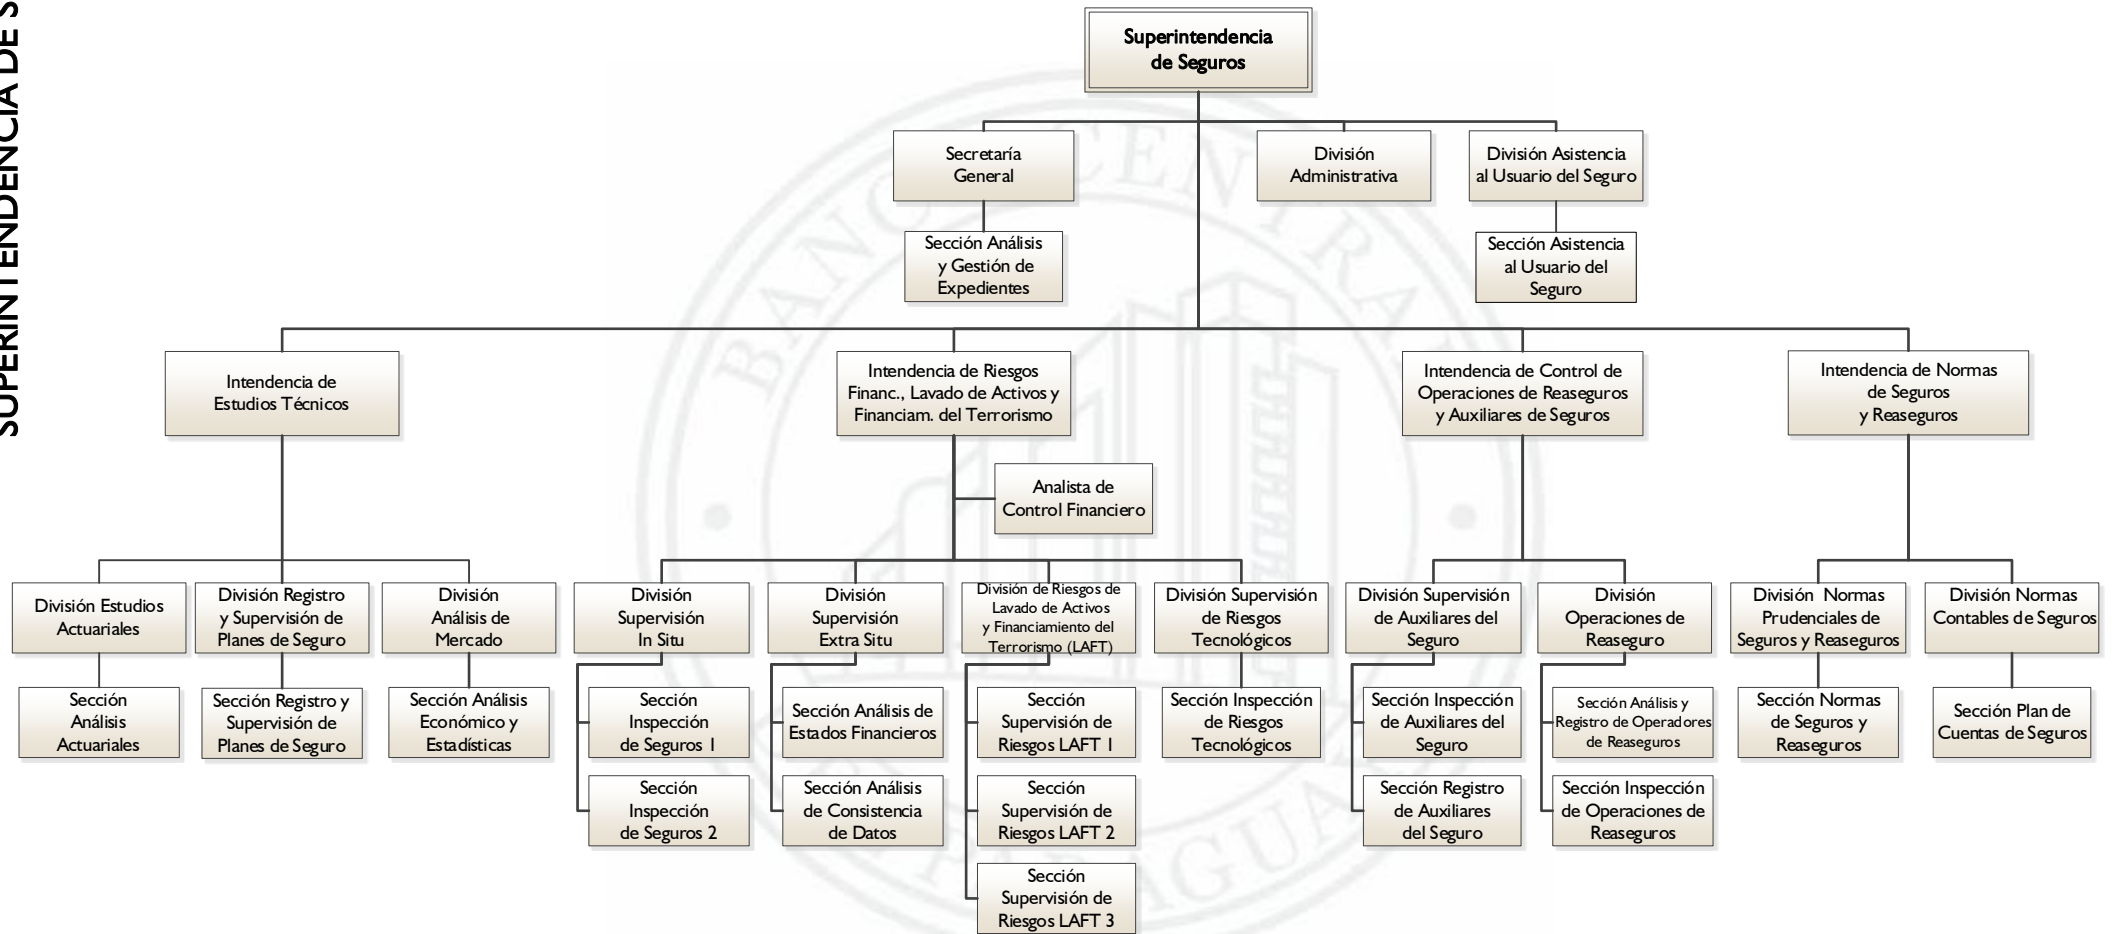 SUPERINTENDENCIA DE S
Superintendencia
de Seguros
Secretaría
General
División
Administrativa
División Asistencia
al Usuario del Seguro
Sección Análisis
y Gestión de
Expedientes
Sección Asistencia
al Usuario del
Seguro
Intendencia de
Estudios Técnicos
Intendencia de Riesgos
Financ., Lavado de Activos y
Financiam. del Terrorismo
Intendencia de Control de
Operaciones de Reaseguros
y Auxiliares de Seguros
Intendencia de Normas
de Seguros
y Reaseguros
Analista de
Control Financiero
División Estudios
Actuariales
División Registro
y Supervisión de
Planes de Seguro
División
Análisis de
Mercado
División
Supervisión
In Situ
División
Supervisión
Extra Situ
División de Riesgos de
Lavado de Activos
y Financiamiento del
Terrorismo (LAFT)
División Supervisión
de Riesgos
Tecnológicos
División Supervisión
de Auxiliares del
Seguro
División
Operaciones de
Reaseguro
División Normas
Prudenciales de
Seguros y Reaseguros
División Normas
Contables de Seguros
Sección
Análisis
Actuariales
Sección Registro y
Supervisión de
Planes de Seguro
Sección Análisis
Económico y
Estadísticas
Sección
Inspección
de Seguros 1
Sección Análisis de
Estados Financieros
Sección
Supervisión de
Riesgos LAFT 1
Sección Inspección
de Riesgos
Tecnológicos
Sección Inspección
de Auxiliares del
Seguro
Sección Análisis y
Registro de Operadores
de Reaseguros
Sección Normas
de Seguros y
Reaseguros
Sección Plan de
Cuentas de Seguros
Sección
Inspección
de Seguros 2
Sección Análisis
de Consistencia
de Datos
Sección
Supervisión de
Riesgos LAFT 2
Sección Registro
de Auxiliares
del Seguro
Sección Inspección
de Operaciones de
Reaseguros
Sección
Supervisión de
Riesgos LAFT 3
BANCO CENTRAL
PARAGUAY